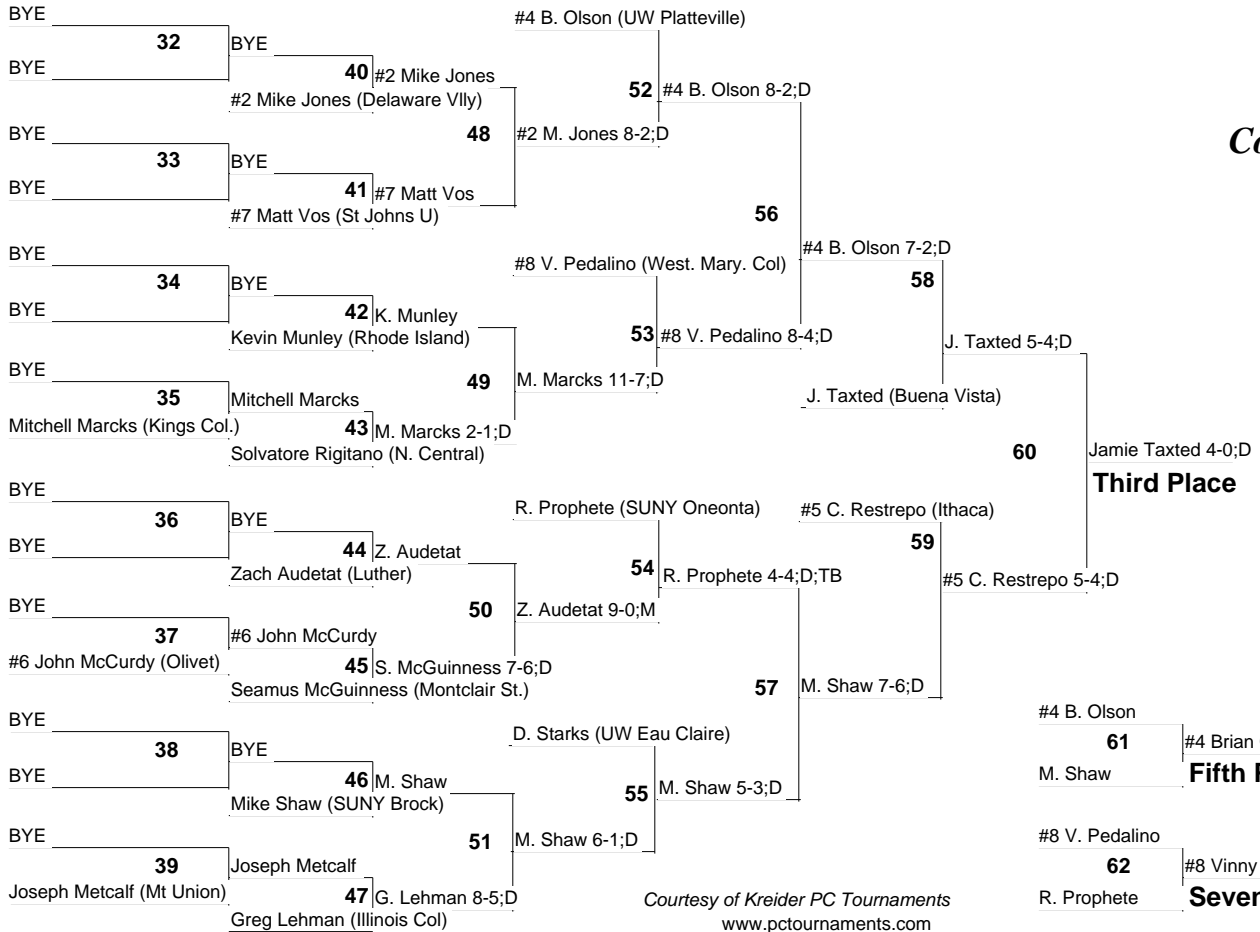 BYE
32
BYE
BYE
40
#2 Mike Jones
#2 Mike Jones (Delaware Vlly)
48
#2 M. Jones 8-2;D
BYE
33
BYE
BYE
41
#7 Matt Vos
#7 Matt Vos (St Johns U)
#4 B. Olson (UW Platteville)
52
#4 B. Olson 8-2;D
56
#4 B. Olson 7-2;D
BYE
34
BYE
BYE
42
K. Munley
Kevin Munley (Rhode Island)
49
M. Marcks 11-7;D
BYE
35
Mitchell Marcks
Mitchell Marcks (Kings Col.)
43
M. Marcks 2-1;D
Solvatore Rigitano (N. Central)
#8 V. Pedalino (West. Mary. Col)
53
#8 V. Pedalino 8-4;D
58
J. Taxted 5-4;D
J. Taxted (Buena Vista)
60
Jamie Taxted 4-0;D
Third Place
BYE
36
BYE
BYE
44
Z. Audetat
Zach Audetat (Luther)
50
Z. Audetat 9-0;M
BYE
37
#6 John McCurdy
#6 John McCurdy (Olivet)
45
S. McGuinness 7-6;D
Seamus McGuinness (Montclair St.)
R. Prophete (SUNY Oneonta)
54
R. Prophete 4-4;D;TB
57
M. Shaw 7-6;D
#5 C. Restrepo (Ithaca)
59
#5 C. Restrepo 5-4;D
BYE
38
BYE
BYE
46
M. Shaw
Mike Shaw (SUNY Brock)
51
M. Shaw 6-1;D
BYE
39
Joseph Metcalf
Joseph Metcalf (Mt Union)
47
G. Lehman 8-5;D
Greg Lehman (Illinois Col)
D. Starks (UW Eau Claire)
55
M. Shaw 5-3;D
#4 B. Olson
61
#4 Brian
M. Shaw
Fifth
#8 V. Pedalino
62
#8 Vinny
R. Prophete
Seven
Courtesy of Kreider PC Tournaments
www.pctournaments.com